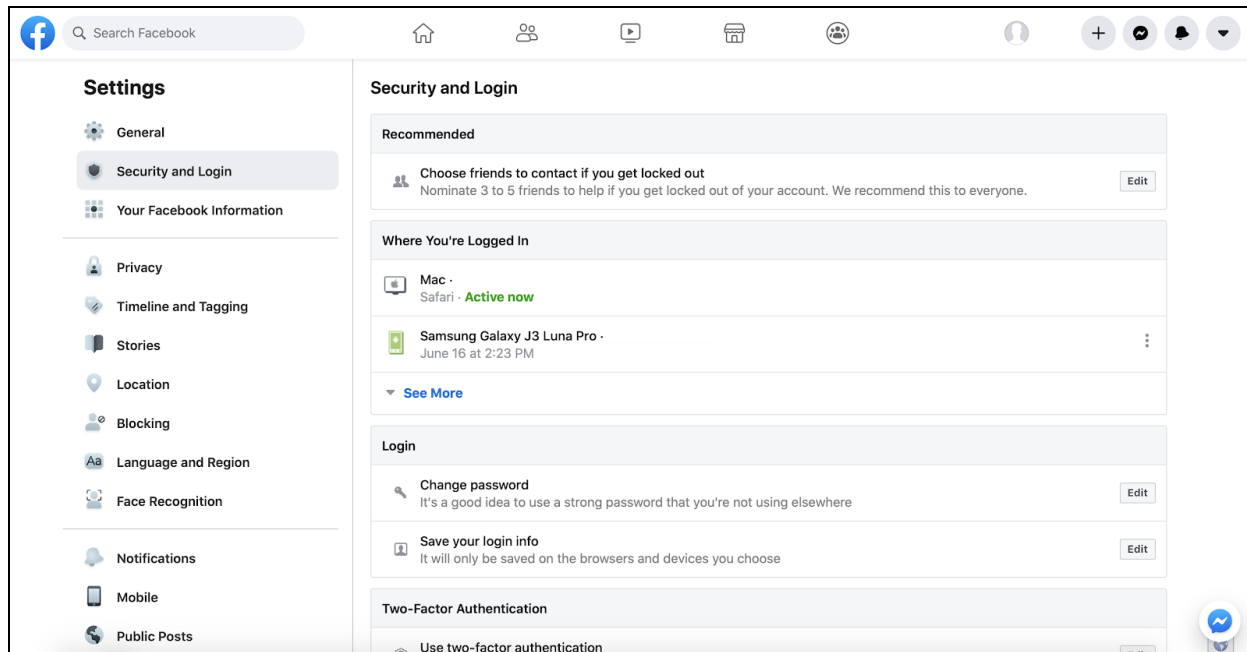 Search Facebook
Settings
General
Security and Login
Your Facebook Information
Privacy
Timeline and Tagging
Stories
Location
Blocking
Aa Language and Region
Face Recognition
Notifications
Mobile
Public Posts
Security and Login
Recommended
Choose friends to contact if you get locked out
Nominate 3 to 5 friends to help if you get locked out of your account. We recommend this to everyone.
Edit
Where You're Logged In
Mac ·
Safari · Active now
Samsung Galaxy J3 Luna Pro ·
June 16 at 2:23 PM
See More
Login
Change password
It's a good idea to use a strong password that you're not using elsewhere
Edit
Save your login info
It will only be saved on the browsers and devices you choose
Edit
Two-Factor Authentication
Use two-factor authentication